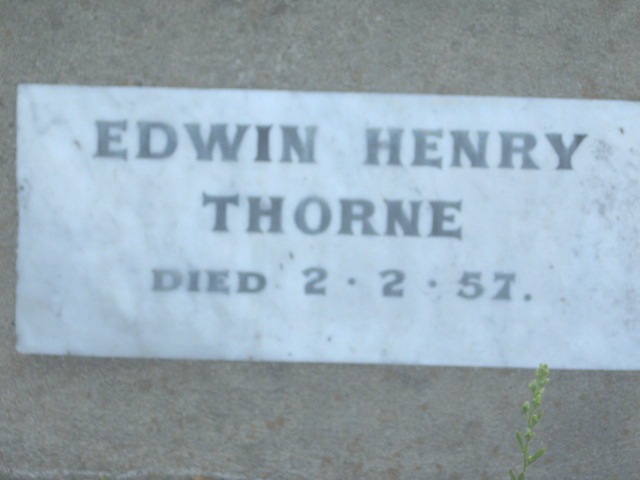 EDWIN HENRY
THORNE
DIED 2·2·57.